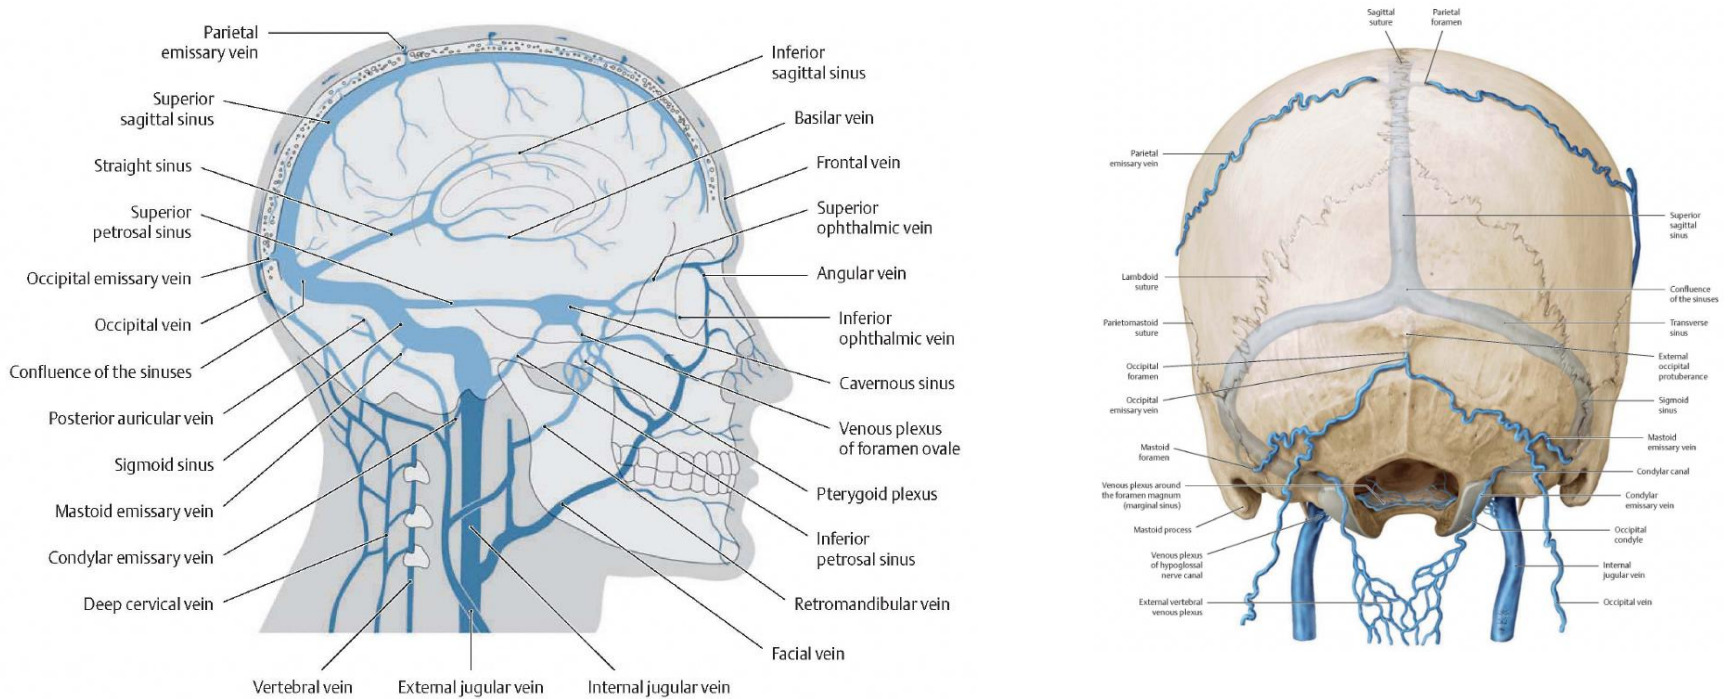 Parietal
emissary vein
Superior
sagittal sinus
Straight sinus
Superior
petrosal sinus
Occipital emissary vein
Occipital vein
Confluence of the sinuses
Posterior auricular vein
Sigmoid sinus
Mastoid emissary vein
Condylar emissary vein
Deep cervical vein
Vertebral vein
External jugular vein
Internal jugular vein
Inferior
sagittal sinus
Basilar vein
Frontal vein
Superior
ophthalmic vein
Angular vein
Inferior
ophthalmic vein
Cavernous sinus
Venous plexus
of foramen ovale
Pterygoid plexus
Inferior
petrosal sinus
Retromandibular vein
Facial vein
Sagittal
suture
Parietal
foramen
Parietal
emissary vein
Lambdoid
suture
Parietomastoid
suture
Occipital
foramen
Occipital
emissary vein
Mastoid
foramen
Venous plexus around
the foramen magnum
(marginal sinus)
Mastoid process
Venous plexus
of hypoglossal
nerve canal
External vertebral
venous plexus
Superior
sagittal
sinus
Confluence
of the sinuses
Transverse
sinus
External
occipital
protuberance
Sigmoid
sinus
Mastoid
emissary vein
Condylar canal
Condylar
emissary vein
Occipital
condyle
Internal
jugular vein
Occipital vein